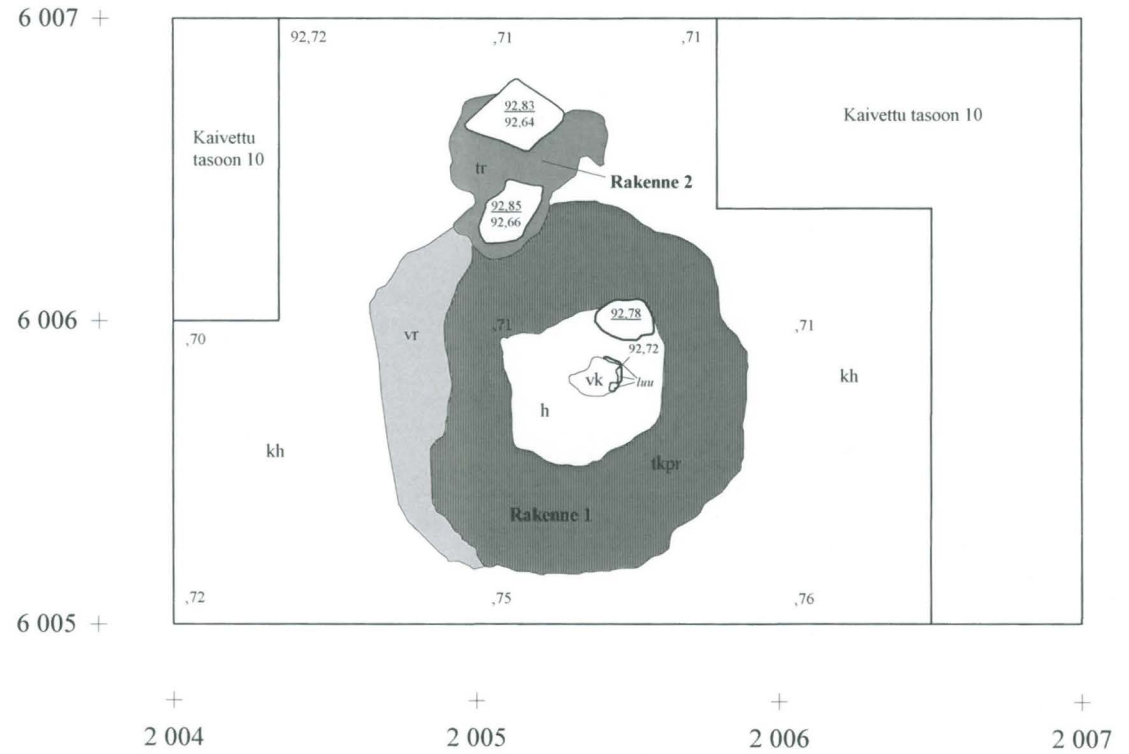 6 007
92,72 ,71 ,71
Kaivettu
tasoon 10
Kaivettu tasoon 10
92,83
92,64
tr
Rakenne 2
92,85
92,66
6 006
,70
vr
,71
92,78
,71
92,72
vk
luu
kh
h
kh
tkpr
Rakenne 1
,72 ,75 ,76
6 005
2 004 2 005 2 006 2 007